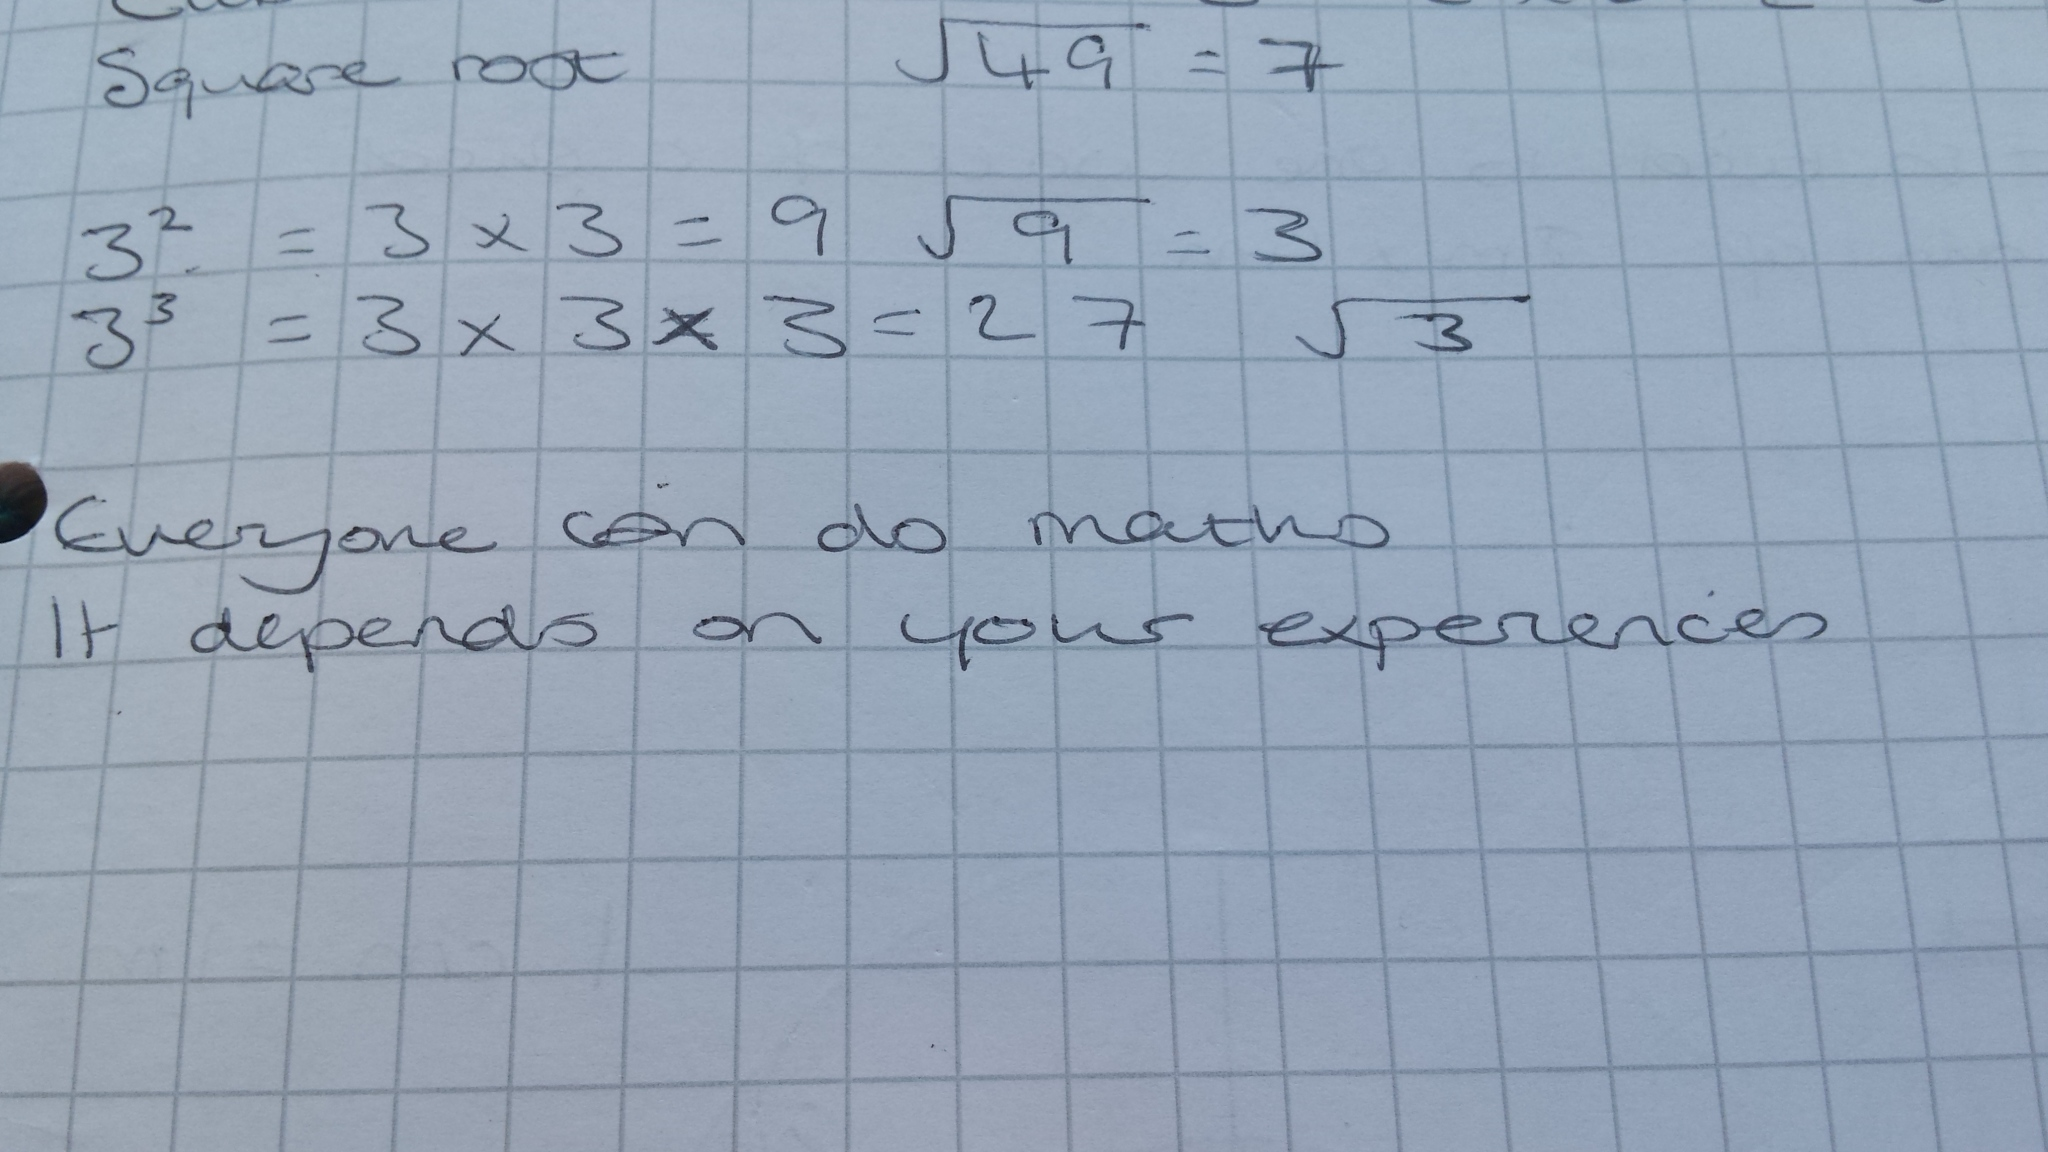 Square root √49 = 7
3² = 3 × 3 = 9 √9 = 3
3³ = 3 × 3 × 3 = 27 √3
Everyone can do maths
It depends on your experiences